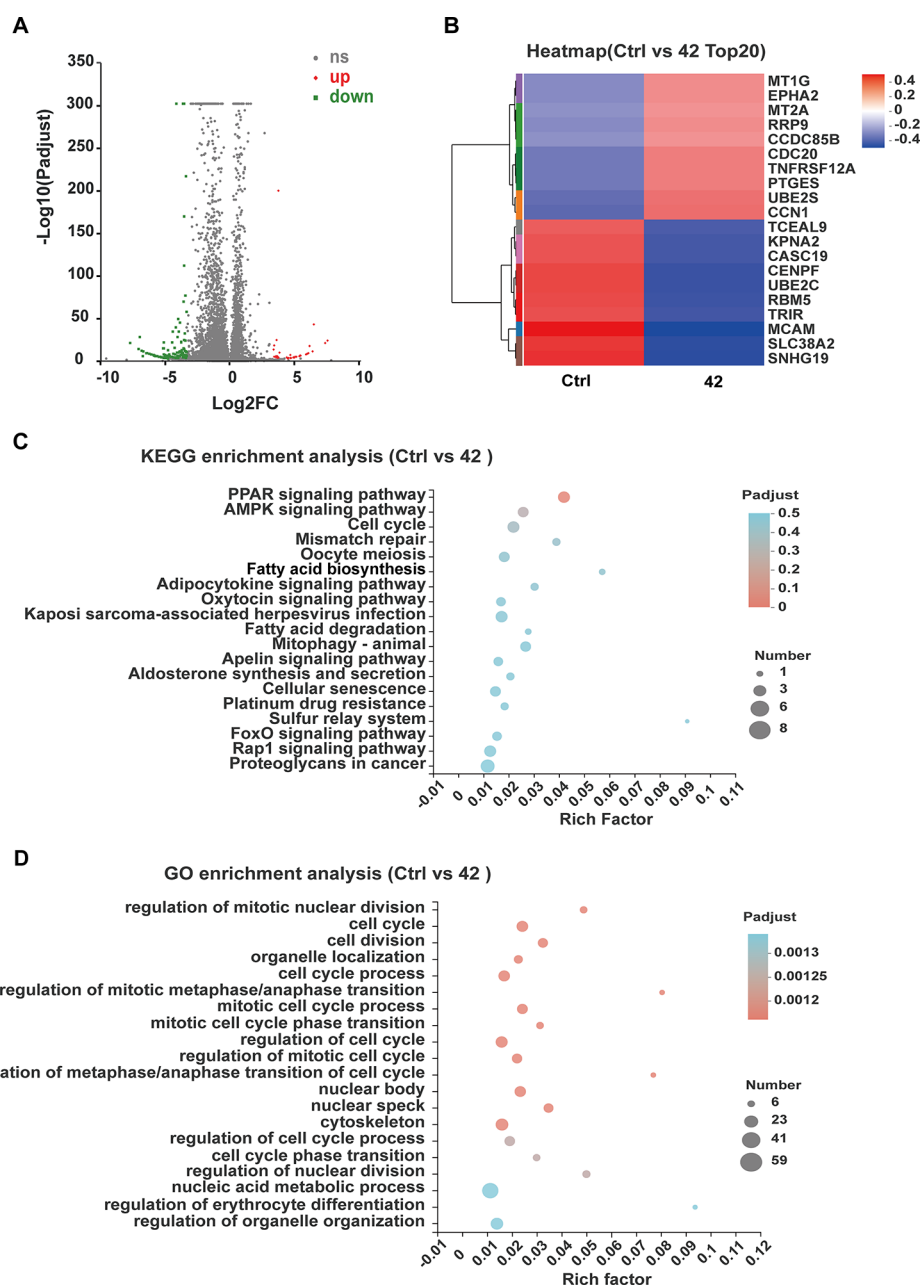 A
ns
up
down
350
300
250
200
150
100
50
0
-Log10(Padjust)
-10
-5
0
5
10
Log2FC
B
Heatmap(Ctrl vs 42 Top20)
MT1G
EPHA2
MT2A
RRP9
CCDC85B
CDC20
TNFRSF12A
PTGES
UBE2S
CCN1
TCEAL9
KPNA2
CASC19
CENPF
UBE2C
RBM5
TRIR
MCAM
SLC38A2
SNHG19
0.4
0.2
0
-0.2
-0.4
Ctrl
42
C
KEGG enrichment analysis (Ctrl vs 42 )
PPAR signaling pathway
AMPK signaling pathway
Cell cycle
Mismatch repair
Oocyte meiosis
Fatty acid biosynthesis
Adipocytokine signaling pathway
Oxytocin signaling pathway
Kaposi sarcoma-associated herpesvirus infection
Fatty acid degradation
Mitophagy - animal
Apelin signaling pathway
Aldosterone synthesis and secretion
Cellular senescence
Platinum drug resistance
Sulfur relay system
FoxO signaling pathway
Rap1 signaling pathway
Proteoglycans in cancer
-0.01
0
0.01
0.02
0.03
0.04
0.05
0.06
0.07
0.08
0.09
0.1
0.11
Rich Factor
Padjust
0.5
0.4
0.3
0.2
0.1
0
Number
1
3
6
8
D
GO enrichment analysis (Ctrl vs 42 )
regulation of mitotic nuclear division
cell cycle
cell division
organelle localization
cell cycle process
regulation of mitotic metaphase/anaphase transition
mitotic cell cycle process
mitotic cell cycle phase transition
regulation of cell cycle
regulation of mitotic cell cycle
ation of metaphase/anaphase transition of cell cycle
nuclear body
nuclear speck
cytoskeleton
regulation of cell cycle process
cell cycle phase transition
regulation of nuclear division
nucleic acid metabolic process
regulation of erythrocyte differentiation
regulation of organelle organization
-0.01
0
0.01
0.02
0.03
0.04
0.05
0.06
0.07
0.08
0.09
0.1
0.11
0.12
Rich factor
Padjust
0.0013
0.00125
0.0012
Number
6
23
41
59